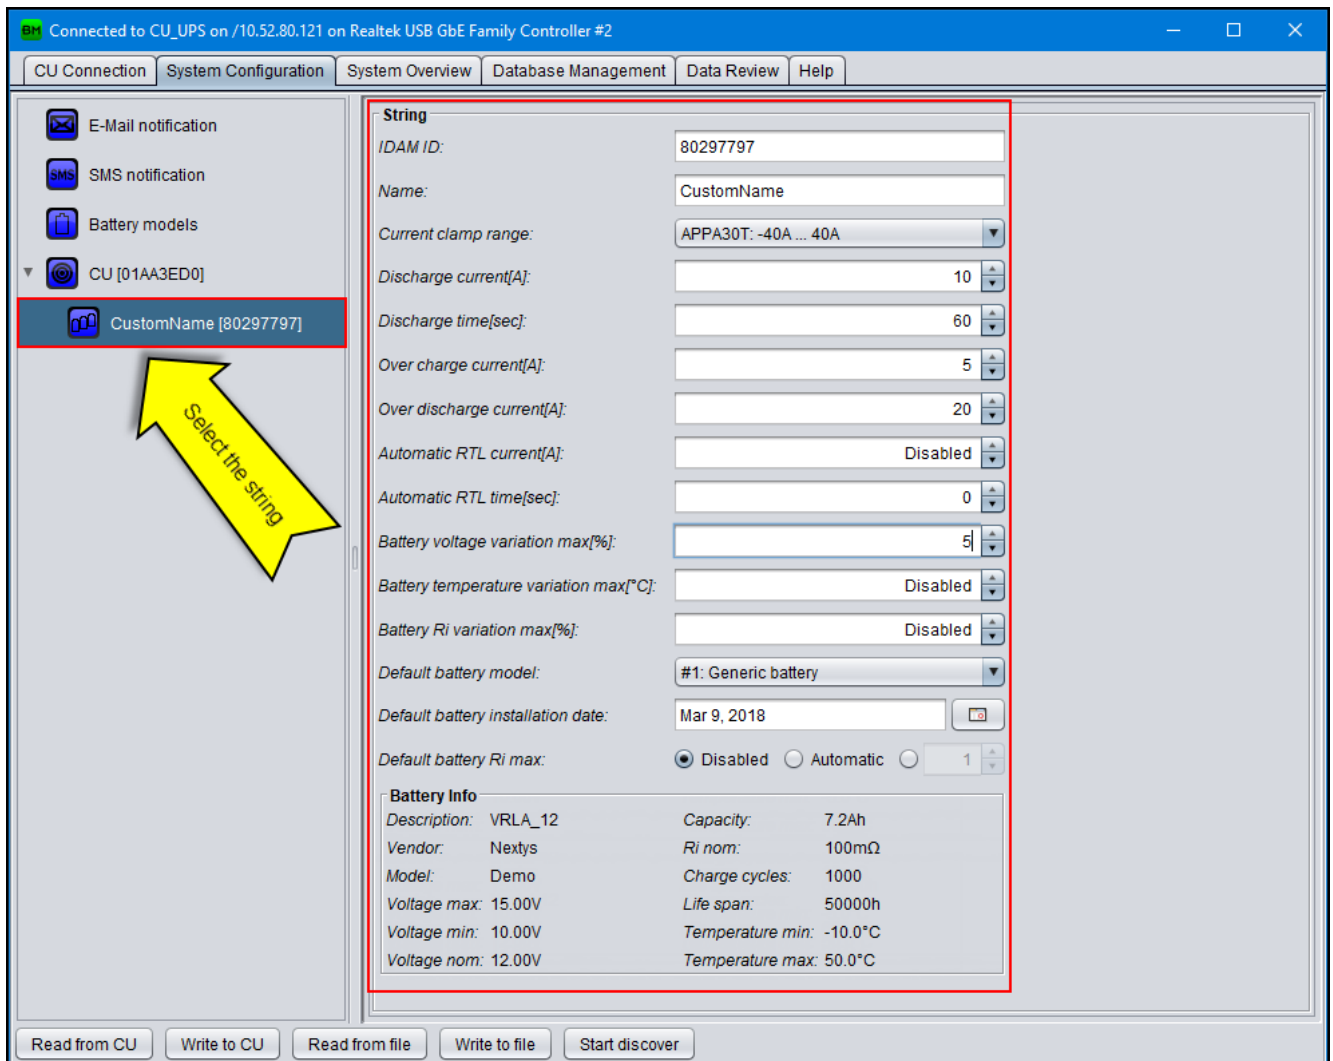 BM Connected to CU_UPS on /10.52.80.121 on Realtek USB GbE Family Controller #2
CU Connection System Configuration System Overview Database Management Data Review Help
E-Mail notification
SMS SMS notification
Battery models
CU [01AA3ED0]
CustomName [80297797]
Select the string
String
IDAM ID: 80297797
Name: CustomName
Current clamp range: APPA30T: -40A ... 40A
Discharge current[A]: 10
Discharge time[sec]: 60
Over charge current[A]: 5
Over discharge current[A]: 20
Automatic RTL current[A]: Disabled
Automatic RTL time[sec]: 0
Battery voltage variation max[%]: 5
Battery temperature variation max[°C]: Disabled
Battery Ri variation max[%]: Disabled
Default battery model: #1: Generic battery
Default battery installation date: Mar 9, 2018
Default battery Ri max: Disabled Automatic 1
Battery Info
Description: VRLA_12 Capacity: 7.2Ah
Vendor: Nextys Ri nom: 100mΩ
Model: Demo Charge cycles: 1000
Voltage max: 15.00V Life span: 50000h
Voltage min: 10.00V Temperature min: -10.0°C
Voltage nom: 12.00V Temperature max: 50.0°C
Read from CU Write to CU Read from file Write to file Start discover